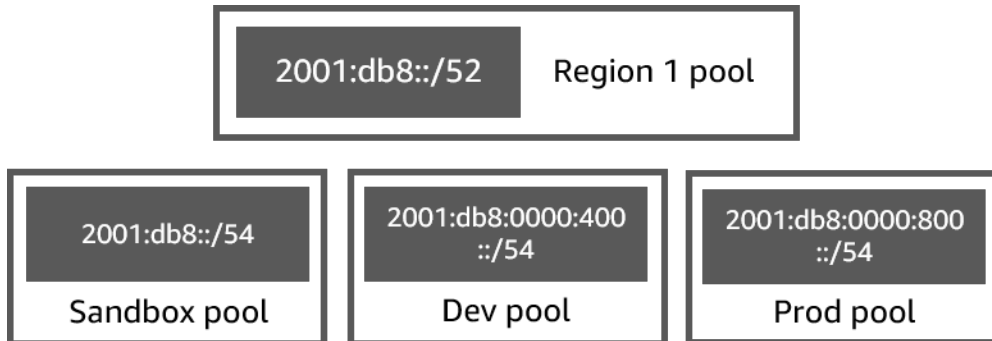 2001:db8::/52
Region 1 pool
2001:db8::/54
Sandbox pool
2001:db8:0000:400
::/54
Dev pool
2001:db8:0000:800
::/54
Prod pool